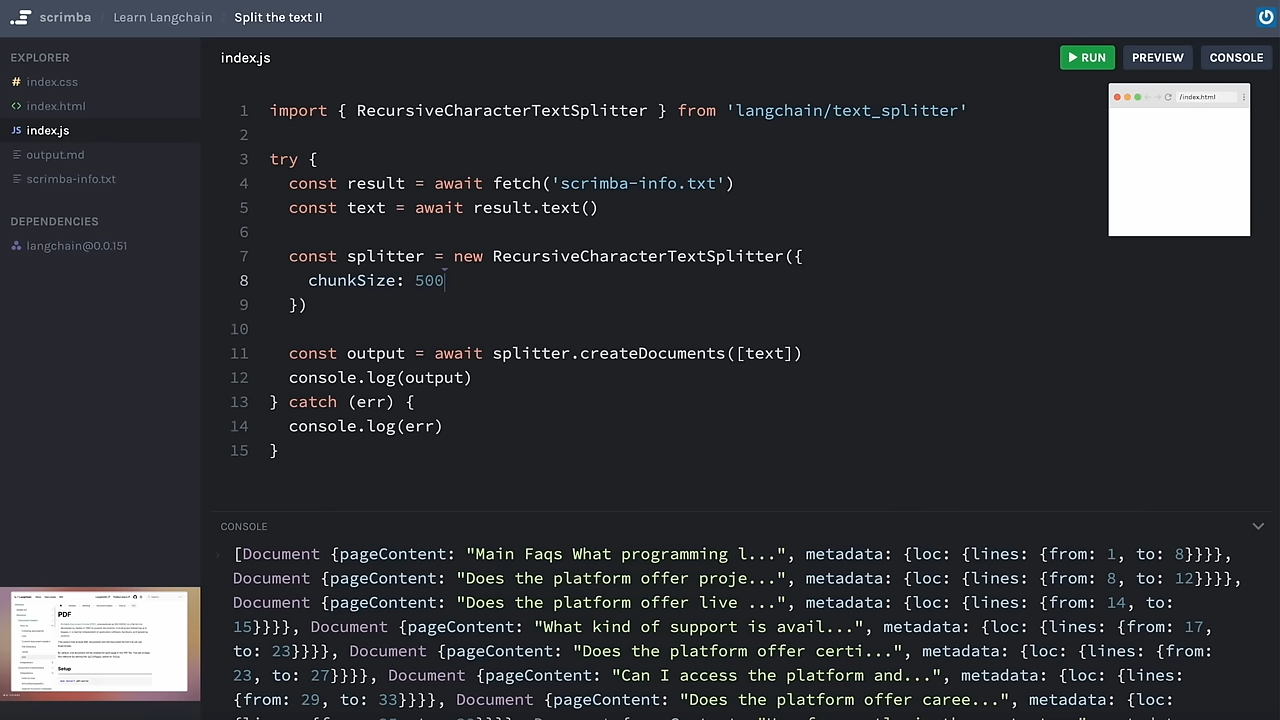 scrimba / Learn Langchain / Split the text II
EXPLORER
# index.css
<> index.html
JS index.js
output.md
scrimba-info.txt
DEPENDENCIES
langchain@0.0.151
index.js
RUN PREVIEW CONSOLE
/index.html
1 import { RecursiveCharacterTextSplitter } from 'langchain/text_splitter'
2
3 try {
4 const result = await fetch('scrimba-info.txt')
5 const text = await result.text()
6
7 const splitter = new RecursiveCharacterTextSplitter({
8 chunkSize: 500
9 })
10
11 const output = await splitter.createDocuments([text])
12 console.log(output)
13 } catch (err) {
14 console.log(err)
15 }
CONSOLE
[Document {pageContent: "Main Faqs What programming l...", metadata: {loc: {lines: {from: 1, to: 8}}}},
Document {pageContent: "Does the platform offer proje...", metadata: {loc: {lines: {from: 8, to: 12}}}},
Document {pageContent: "Does the platform offer live ...", metadata: {loc: {lines: {from: 14, to:
15}}}}, Document {pageContent: "What kind of support is avai...", metadata: {loc: {lines: {from: 17,
to: 23}}}}, Document {pageContent: "Does the platform offer certi...", metadata: {loc: {lines: {from:
23, to: 27}}}}, Document {pageContent: "Can I access the platform an...", metadata: {loc: {lines:
{from: 29, to: 33}}}}, Document {pageContent: "Does the platform offer caree...", metadata: {loc:
PDF
Setup